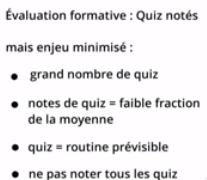 Évaluation formative : Quiz notés
mais enjeu minimisé :
• grand nombre de quiz
• notes de quiz = faible fraction
de la moyenne
• quiz = routine prévisible
• ne pas noter tous les quiz